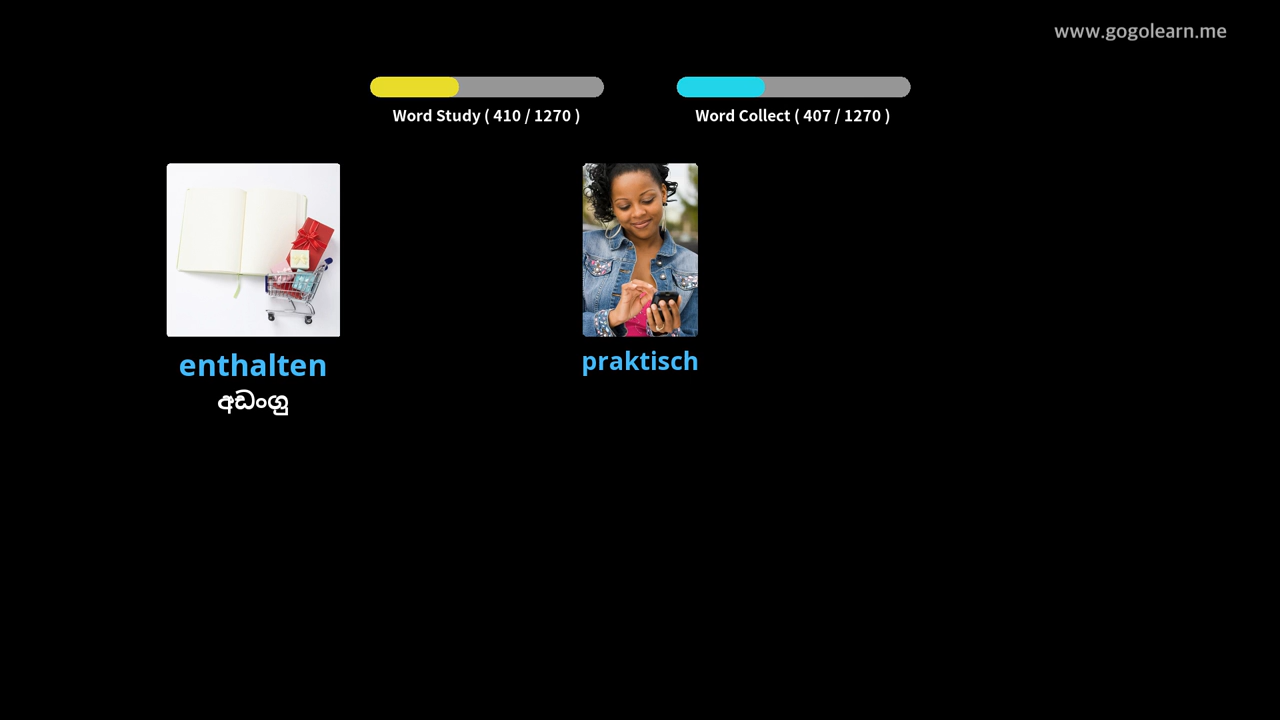 www.gogolearn.me
Word Study ( 410 / 1270 )
Word Collect ( 407 / 1270 )
enthalten
අඩංගු
praktisch